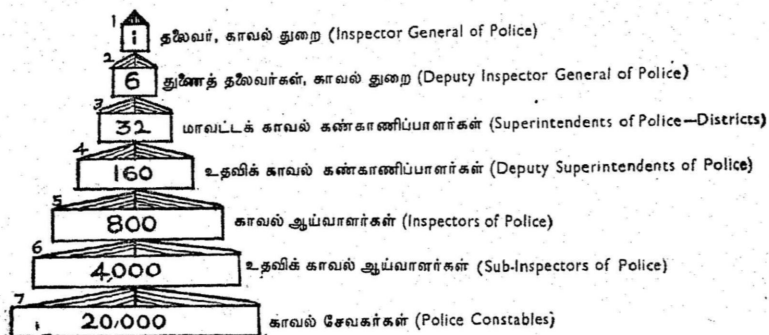 1 i தலைவர், காவல் துறை (Inspector General of Police)
2 6 துணைத் தலைவர்கள், காவல் துறை (Deputy Inspector General of Police)
3 32 மாவட்டக் காவல் கண்காணிப்பாளர்கள் (Superintendents of Police—Districts)
4 160 உதவிக் காவல் கண்காணிப்பாளர்கள் (Deputy Superintendents of Police)
5 800 காவல் ஆய்வாளர்கள் (Inspectors of Police)
6 4,000 உதவிக் காவல் ஆய்வாளர்கள் (Sub-Inspectors of Police)
7 20,000 காவல் சேவகர்கள் (Police Constables)